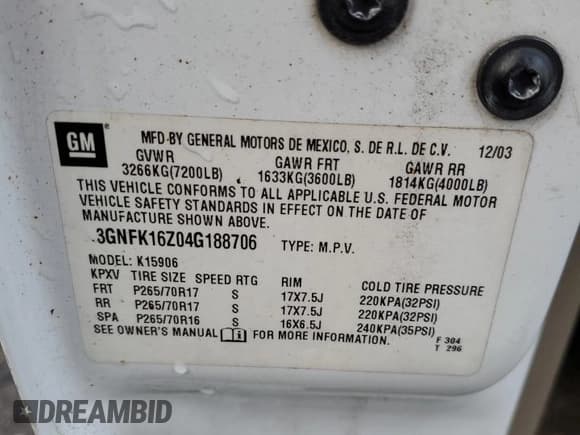 GM
®
MFD BY GENERAL MOTORS DE MEXICO, S. DE R.L. DE C.V. 12/03
GVWR GAWR FRT GAWR RR
3266KG(7200LB) 1633KG(3600LB) 1814KG(4000LB)
THIS VEHICLE CONFORMS TO ALL APPLICABLE U.S. FEDERAL MOTOR
VEHICLE SAFETY STANDARDS IN EFFECT ON THE DATE OF
MANUFACTURE SHOWN ABOVE.
3GNFK16Z04G188706 TYPE: M.P.V.
MODEL: K15906
KPXV TIRE SIZE SPEED RTG RIM COLD TIRE PRESSURE
FRT P265/70R17 S 17X7.5J 220KPA(32PSI)
RR P265/70R17 S 17X7.5J 220KPA(32PSI)
SPA P265/70R16 S 16X6.5J 240KPA(35PSI)
SEE OWNER'S MANUAL i FOR MORE INFORMATION.
F 304
T 296
DREAMBID